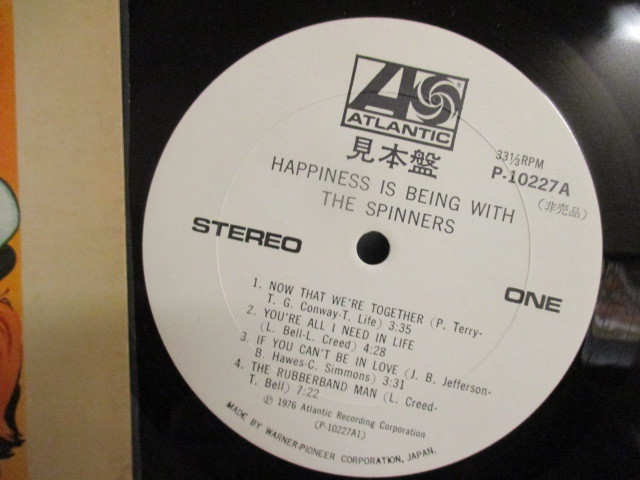 ATLANTIC
見本盤
33⅓RPM
P-10227A
(非売品)
HAPPINESS IS BEING WITH
THE SPINNERS
STEREO
ONE
1. NOW THAT WE'RE TOGETHER (P. Terry-
T. G. Conway-T. Life) 3:35
2. YOU'RE ALL I NEED IN LIFE
(L. Bell-L. Creed) 4:28
3. IF YOU CAN'T BE IN LOVE (J. B. Jefferson-
B. Hawes-C. Simmons) 3:31
4. THE RUBBERBAND MAN (L. Creed-
T. Bell) 7:22
Ⓟ 1976 Atlantic Recording Corporation
(P-10227A1)
MADE BY WARNER-PIONEER CORPORATION, JAPAN.